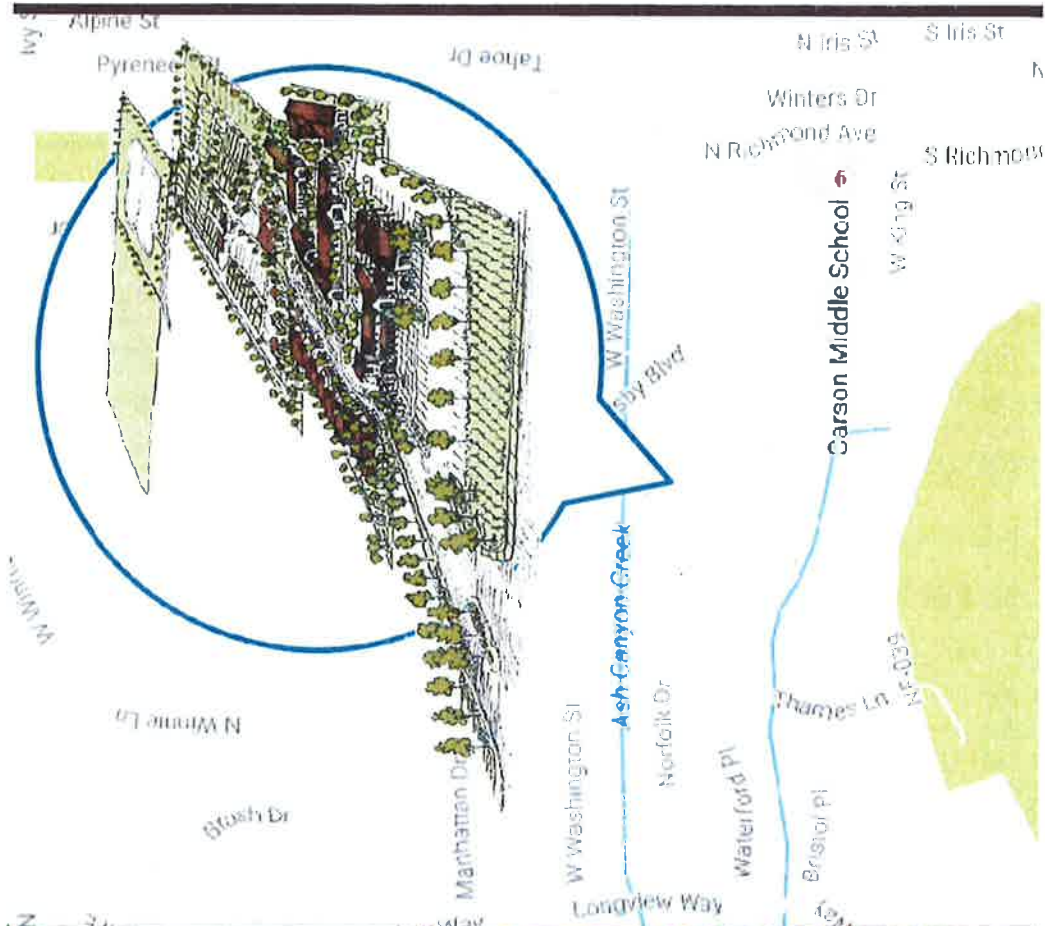 Alpine St
Tahoe Dr
N Iris St
S Iris St
Winters Dr
N Richmond Ave
W King St
W Washington St
Carson Middle School
Ash Canyon Creek
Norfolk Dr
Thames Ln
NF-039
N Winnie Ln
Brush Dr
Manhattan Dr
W Washington St
Waterford Pl
Bristol Pl
Longview Way